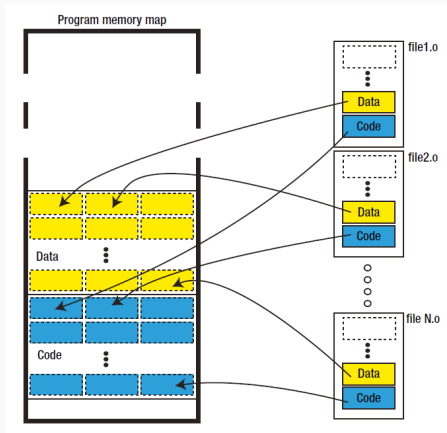 Program memory map
file1.o
Data
Code
file2.o
Data
Code
Data
Code
file N.o
Data
Code